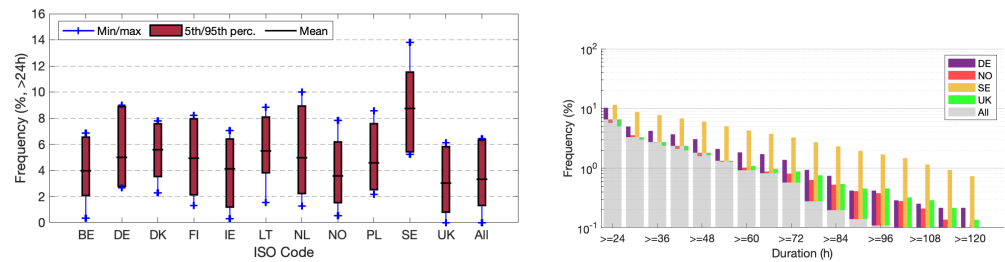 Min/max 5th/95th perc. Mean
Frequency (%, >24h)
16
14
12
10
8
6
4
2
0
BE DE DK FI IE LT NL NO PL SE UK All
ISO Code
DE
NO
SE
UK
All
Frequency (%)
10^2
10^1
10^0
10^-1
>=24 >=36 >=48 >=60 >=72 >=84 >=96 >=108 >=120
Duration (h)